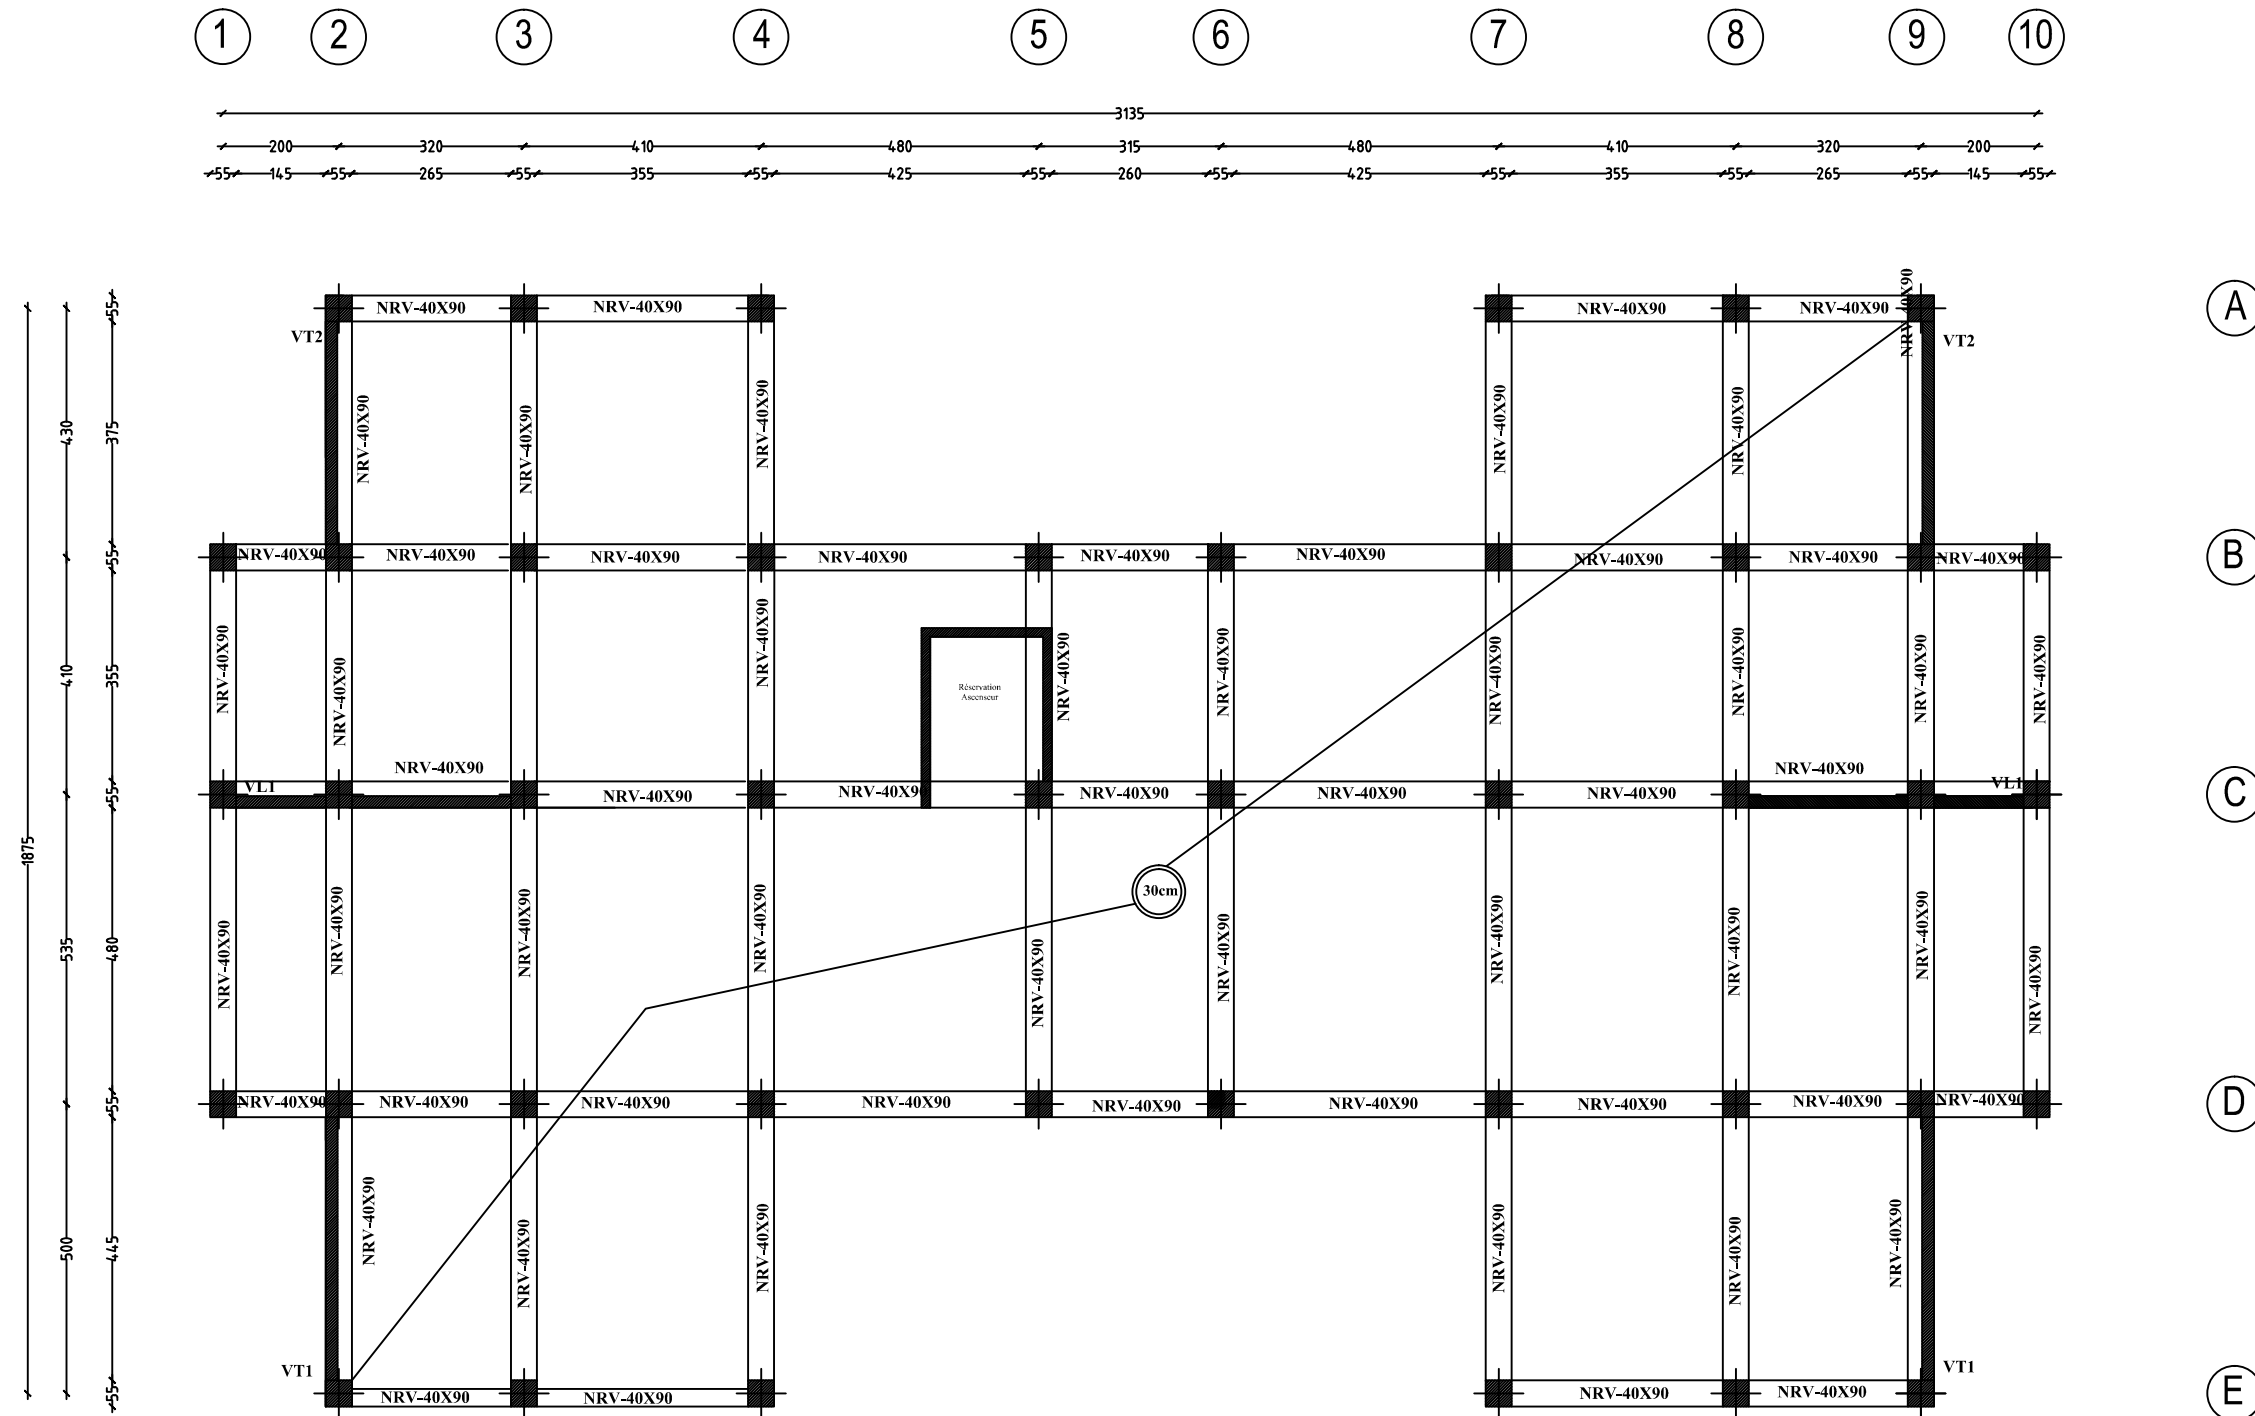 1 2 3 4 5 6 7 8 9 10
3135
200 320 410 480 315 480 410 320 200
55 145 55 265 55 355 55 425 55 260 55 425 55 355 55 265 55 145 55
A
55
NRV-40X90 NRV-40X90 NRV-40X90 NRV-40X90
NRV-40X90
VT2 VT2
430 375
NRV-40X90 NRV-40X90 NRV-40X90 NRV-40X90 NRV-40X90
B
55
NRV-40X90 NRV-40X90 NRV-40X90 NRV-40X90 NRV-40X90 NRV-40X90 NRV-40X90 NRV-40X90 NRV-40X90
410 355
NRV-40X90 NRV-40X90 NRV-40X90 NRV-40X90 NRV-40X90 NRV-40X90 NRV-40X90 NRV-40X90 NRV-40X90
Réservation
Ascenseur
NRV-40X90 NRV-40X90
VL1 VL1
C
55
NRV-40X90 NRV-40X90 NRV-40X90 NRV-40X90 NRV-40X90
1875
30cm
535 480
NRV-40X90 NRV-40X90 NRV-40X90 NRV-40X90 NRV-40X90 NRV-40X90 NRV-40X90 NRV-40X90 NRV-40X90 NRV-40X90
D
55
NRV-40X90 NRV-40X90 NRV-40X90 NRV-40X90 NRV-40X90 NRV-40X90 NRV-40X90 NRV-40X90 NRV-40X90
500 445
NRV-40X90 NRV-40X90 NRV-40X90 NRV-40X90 NRV-40X90 NRV-40X90
VT1 VT1
E
55
NRV-40X90 NRV-40X90 NRV-40X90 NRV-40X90